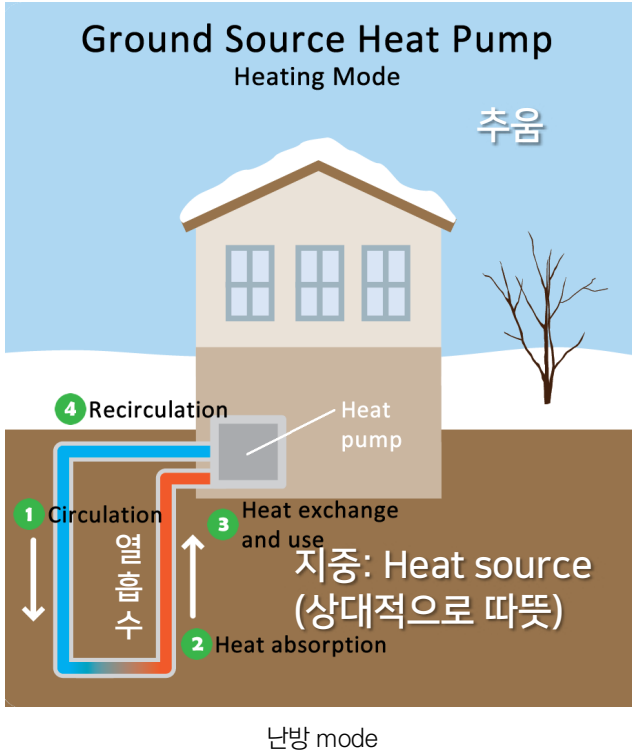 Ground Source Heat Pump
Heating Mode
추움
4 Recirculation
Heat
pump
1 Circulation
열
흡
수
3 Heat exchange
and use
지중: Heat source
(상대적으로 따뜻)
2 Heat absorption
난방 mode